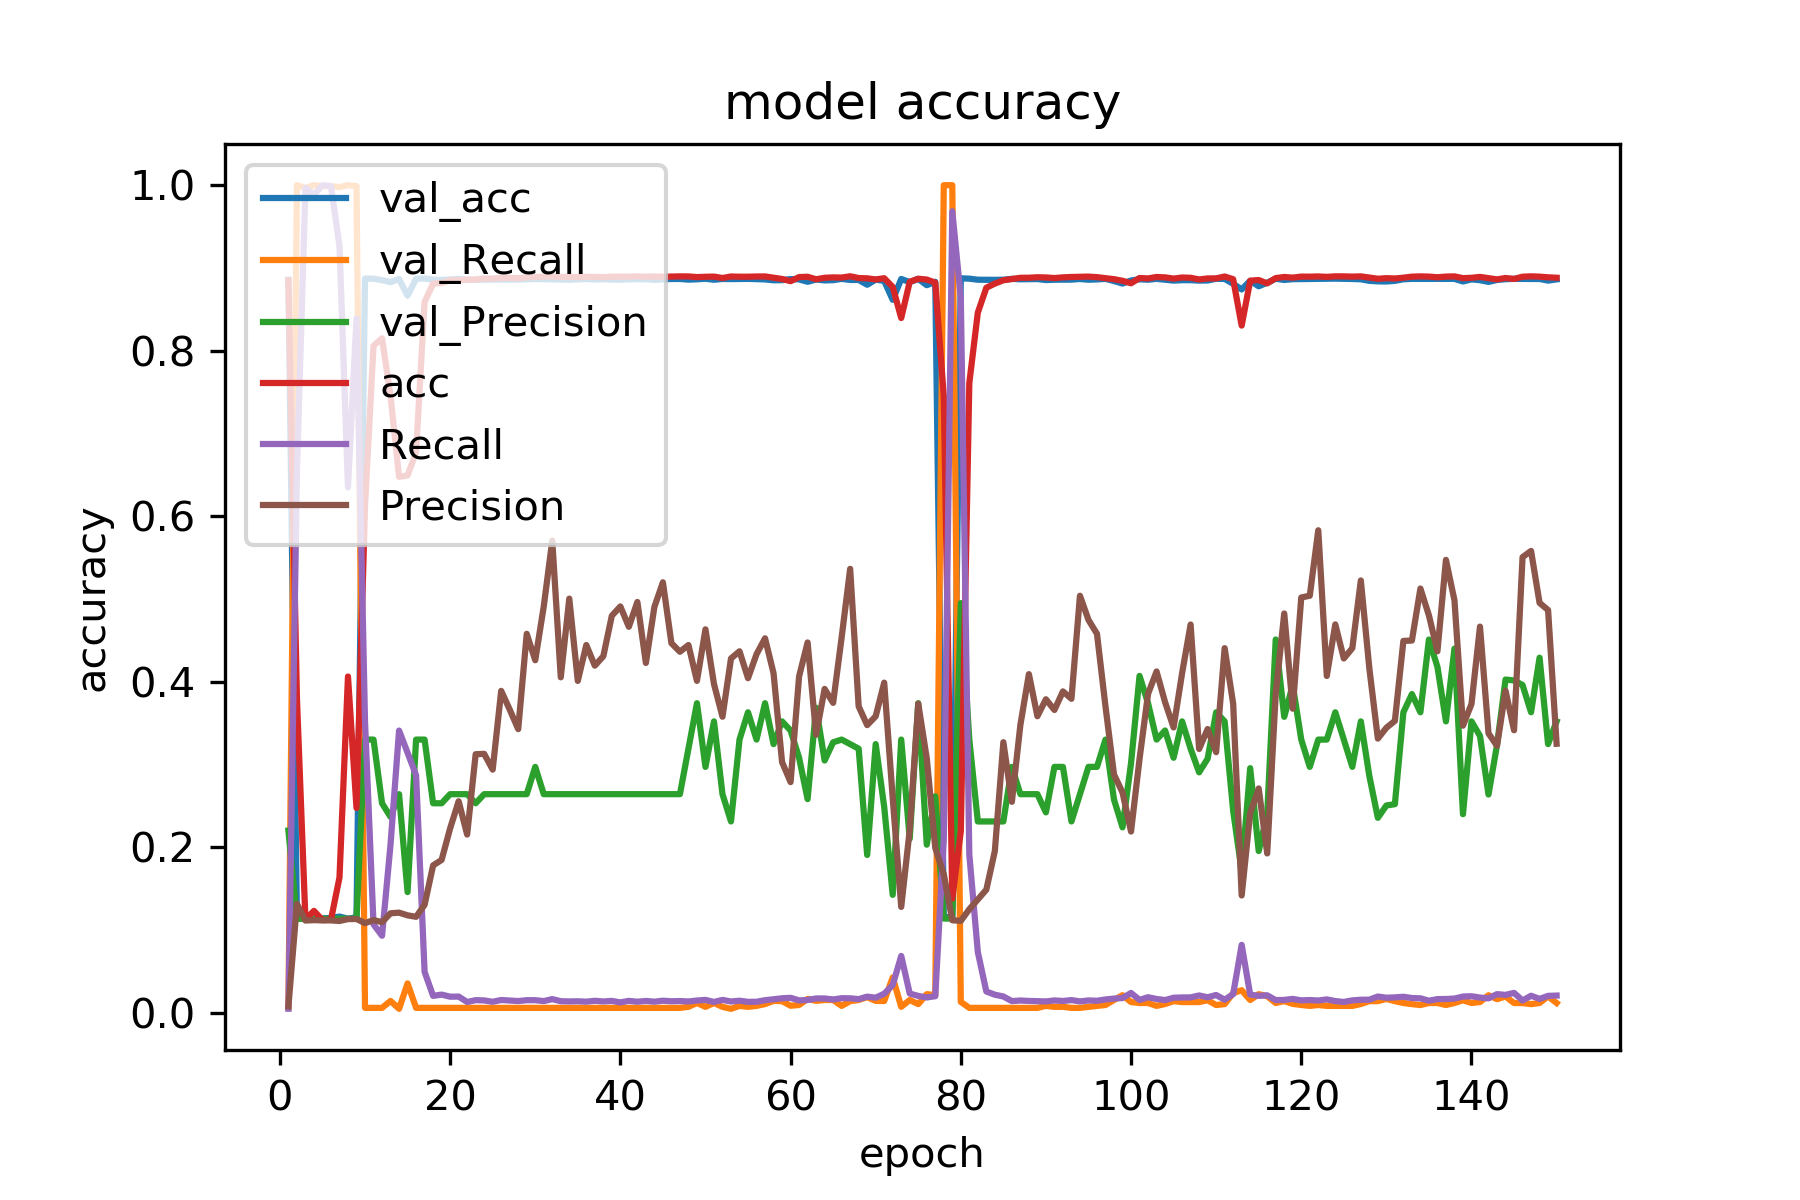 model accuracy
val_acc
val_Recall
val_Precision
acc
Recall
Precision
accuracy
1.0
0.8
0.6
0.4
0.2
0.0
0 20 40 60 80 100 120 140
epoch